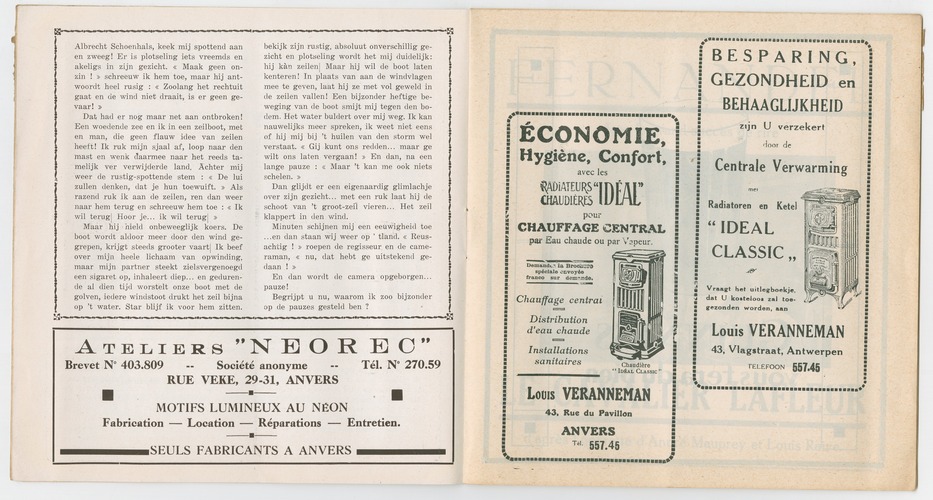 Albrecht Schoenhals, keek mij spottend aan
en zweeg! Er is plotseling iets vreemds en
akeligs in zijn gezicht. « Maak geen on-
zin ! » schreeuw ik hem toe, maar hij ant-
woordt heel rustig : « Zoolang het rechtuit
gaat en de wind niet draait, is er geen ge-
vaar! »
Dat had er nog maar net aan ontbroken!
Een woedende zee en ik in een zeilboot, met
en man, die geen flauw idee van zeilen
heeft! Ik ruk mijn sjaal af, loop naar den
mast en wenk daarmee naar het reeds ta-
melijk ver verwijderde land. Achter mij
weer de rustig-spottende stem : « De lui
zullen denken, dat je hun toewuift. » Als
razend ruk ik aan de zeilen, ren dan weer
naar hem terug en schreeuw hem toe : « Ik
wil terug! Hoor je... ik wil terug! »
Maar hij hield onbeweeglijk koers. De
boot wordt aldoor meer door den wind ge-
grepen, krijgt steeds grooter vaart! Ik beef
over mijn heele lichaam van opwinding,
maar mijn partner steekt zielsvergenoegd
een sigaret op, inhaleert diep... en geduren-
de al dien tijd worstelt onze boot met de
golven, iedere windstoot drukt het zeil bijna
op 't water. Star blijf ik voor hem zitten.
bekijk zijn rustig, absoluut onverschillig ge-
zicht en plotseling wordt het mij duidelijk:
hij kàn zeilen! Maar hij wil de boot laten
kenteren! In plaats van aan de windvlagen
mee te geven, laat hij ze met vol geweld in
de zeilen vallen! Een bijzonder heftige be-
weging van de boot smijt mij tegen den bo-
dem. Het water buldert over mij weg. Ik kan
nauwelijks meer spreken, ik weet niet eens
of hij mij bij 't huilen van den storm wel
verstaat. « Gij kunt ons redden... maar ge
wilt ons laten vergaan! » En dan, na een
lange pauze : « Maar 't kan me ook niets
schelen. »
Dan glijdt er een eigenaardig glimlachje
over zijn gezicht... met een ruk laat hij de
schoot van 't groot-zeil vieren... Het zeil
klappert in den wind.
Minuten schijnen mij een eeuwigheid toe
...en dan staan wij weer op 'tland. « Reus-
achtig ! » roepen de regisseur en de came-
raman, « nu, dat hebt ge uitstekend ge-
daan ! »
En dan wordt de camera opgeborgen...
pauze!
Begrijpt u nu, waarom ik zoo bijzonder
op de pauzes gesteld ben ?
ATELIERS "NEOREC"
Brevet N° 403.809 -- Société anonyme -- Tél. N° 270.59
RUE VEKE, 29-31, ANVERS
MOTIFS LUMINEUX AU NEON
Fabrication — Location — Réparations — Entretien.
SEULS FABRICANTS A ANVERS
ÉCONOMIE,
Hygiène, Confort,
avec les
RADIATEURS "IDÉAL"
CHAUDIÈRES
pour
CHAUFFAGE CENTRAL
par Eau chaude ou par Vapeur.
Demandez la Brochure
spéciale envoyée
franco sur demande.
Chauffage central
Distribution
d'eau chaude
Installations
sanitaires
Chaudière
"IDÉAL CLASSIC"
Louis VERANNEMAN
43, Rue du Pavillon
ANVERS
Tél. 557.45
BESPARING,
GEZONDHEID en
BEHAAGLIJKHEID
zijn U verzekert
door de
Centrale Verwarming
met
Radiatoren en Ketel
"IDEAL
CLASSIC„
Vraagt het uitlegboekje,
dat U kosteloos zal toe-
gezonden worden, aan
Louis VERANNEMAN
43, Vlagstraat, Antwerpen
TELEFOON 557.45